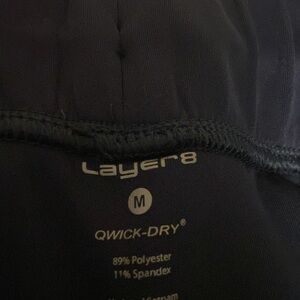 Layer8
M
QWICK-DRY®
89% Polyester
11% Spandex